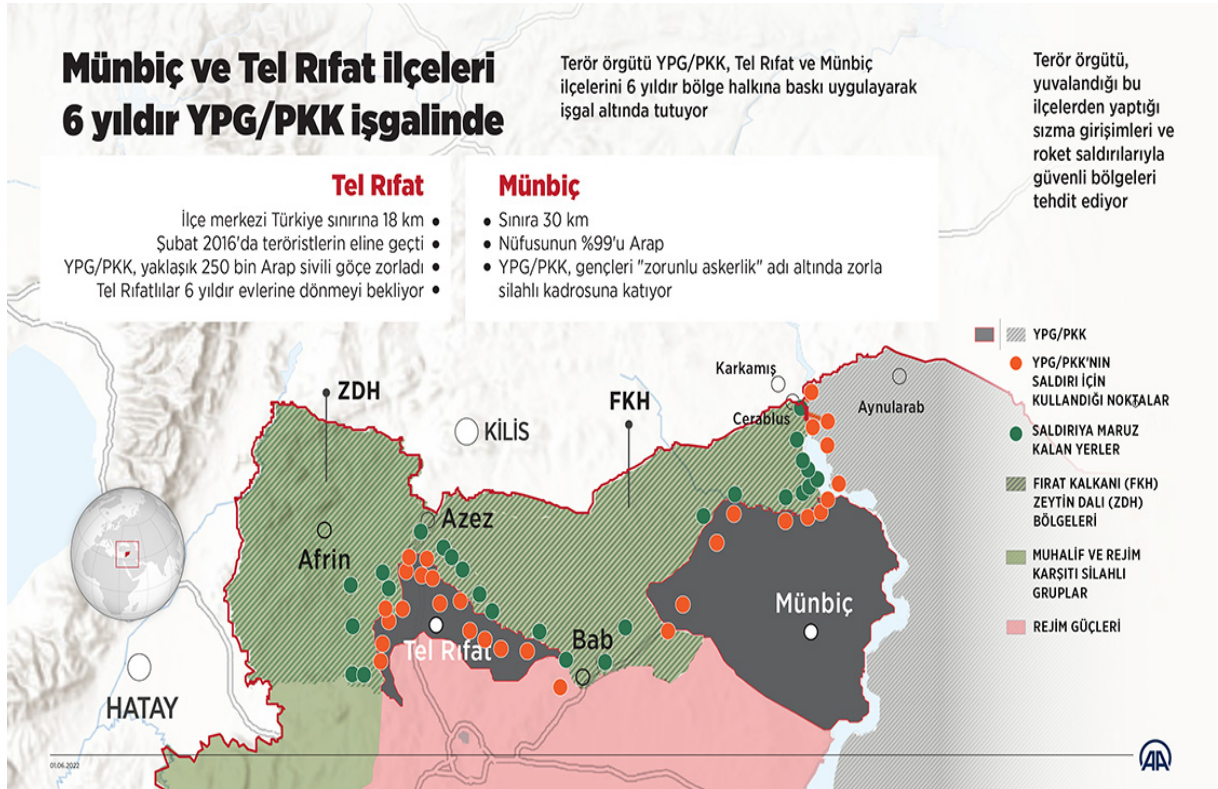 Münbiç ve Tel Rıfat ilçeleri
6 yıldır YPG/PKK işgalinde
Terör örgütü YPG/PKK, Tel Rıfat ve Münbiç
ilçelerini 6 yıldır bölge halkına baskı uygulayarak
işgal altında tutuyor
Terör örgütü,
yuvalandığı bu
ilçelerden yaptığı
sızma girişimleri ve
roket saldırılarıyla
güvenli bölgeleri
tehdit ediyor
Tel Rıfat
İlçe merkezi Türkiye sınırına 18 km •
Şubat 2016'da teröristlerin eline geçti •
YPG/PKK, yaklaşık 250 bin Arap sivili göçe zorladı •
Tel Rıfatlılar 6 yıldır evlerine dönmeyi bekliyor •
Münbiç
• Sınıra 30 km
• Nüfusunun %99'u Arap
• YPG/PKK, gençleri "zorunlu askerlik" adı altında zorla
silahlı kadrosuna katıyor
YPG/PKK
YPG/PKK'NIN
SALDIRI İÇİN
KULLANDIĞI NOKTALAR
SALDIRIYA MARUZ
KALAN YERLER
FIRAT KALKANI (FKH)
ZEYTİN DALI (ZDH)
BÖLGELERİ
MUHALİF VE REJİM
KARŞITI SİLAHLI
GRUPLAR
REJİM GÜÇLERİ
Karkamış
ZDH
FKH
Cerablus
Aynularab
KİLİS
Azez
Afrin
Münbiç
Tel Rıfat
Bab
HATAY
01.06.2022
AA